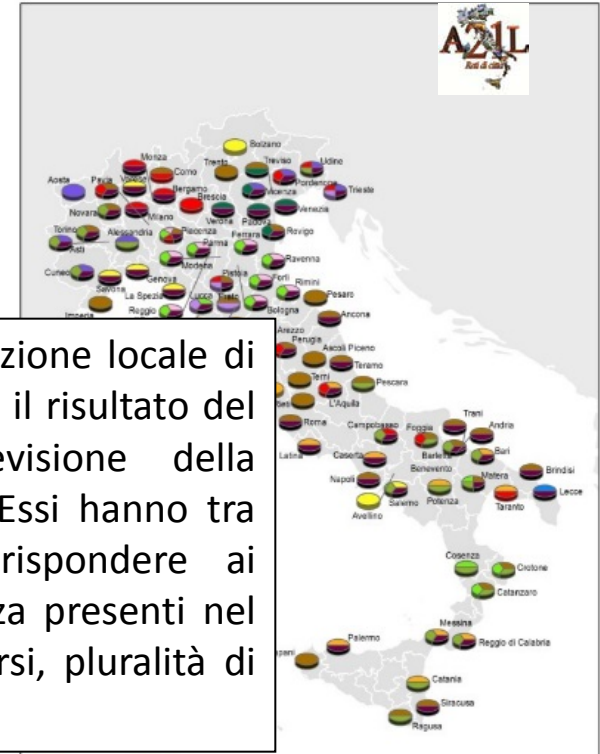 A21L
Reti di città
Bolzano
Monza
Trento
Treviso
Udine
Como
Aosta
Pavia
Varese
Bergamo
Vicenza
Pordenone
Brescia
Trieste
Novara
Milano
Verona
Padova
Venezia
Torino
Alessandria
Piacenza
Ferrara
Rovigo
Asti
Parma
Modena
Ravenna
Cuneo
Pistoia
Forlì
Savona
Genova
Rimini
La Spezia
Lucca
Prato
Pesaro
Imperia
Reggio
Bologna
Ancona
Arezzo
Perugia
Ascoli Piceno
Teramo
Terni
Pescara
L'Aquila
Roma
Trani
Campobasso
Foggia
Andria
Latina
Caserta
Barletta
Bari
Benevento
Brindisi
Napoli
Matera
Lecce
Salerno
Potenza
Taranto
Avellino
Cosenza
Crotone
Catanzaro
Messina
Palermo
Reggio di Calabria
Catania
Siracusa
Ragusa
zione locale di
il risultato del
evisione della
Essi hanno tra
rispondere ai
za presenti nel
rsi, pluralità di